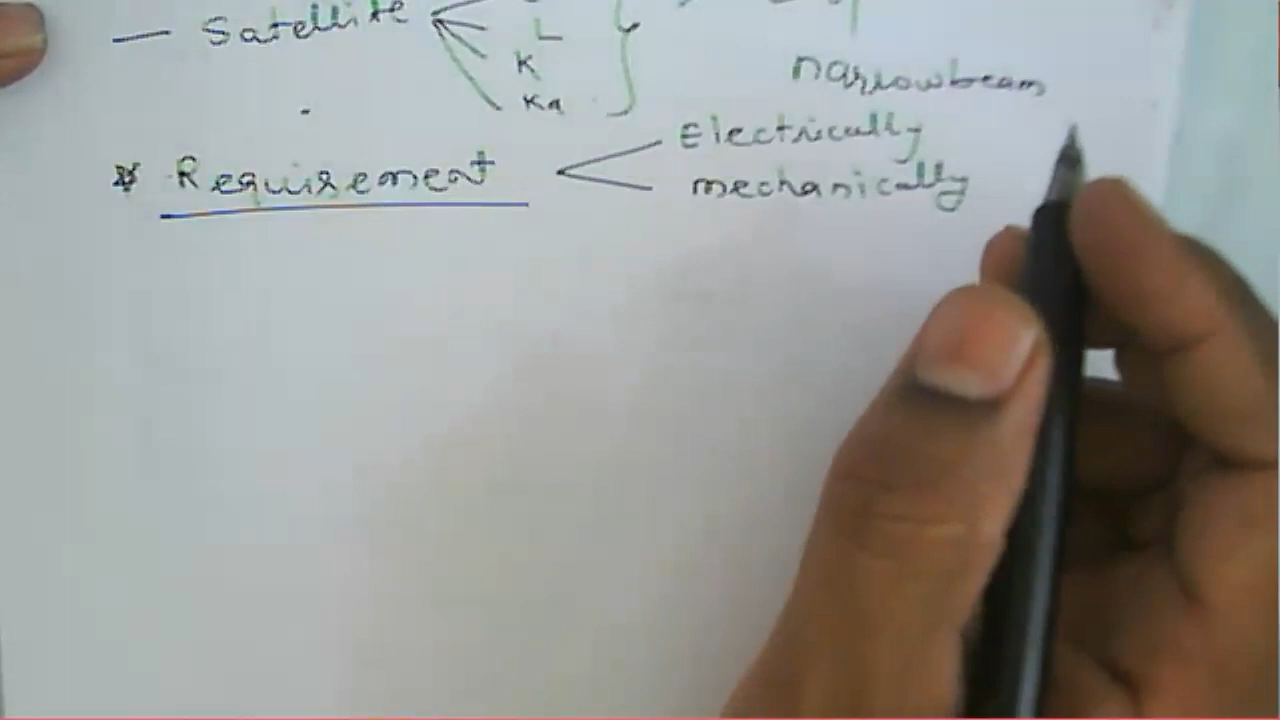 — Satellite L
K
narrowbeam
Ka
Electrically
* Requirement
mechanically